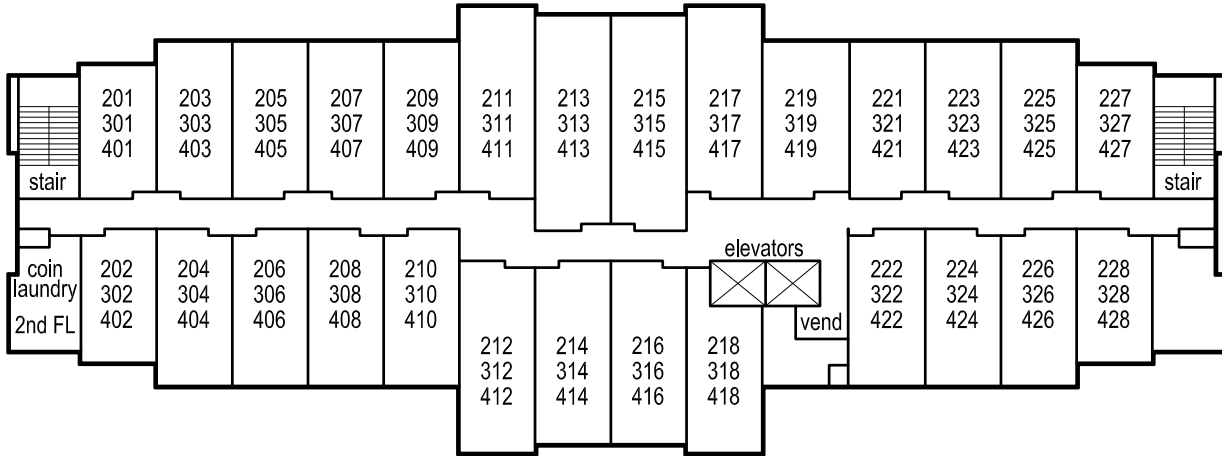 201 203 205 207 209 211 213 215 217 219 221 223 225 227
301 303 305 307 309 311 313 315 317 319 321 323 325 327
401 403 405 407 409 411 413 415 417 419 421 423 425 427
stair stair
elevators
coin 202 204 206 208 210 222 224 226 228
laundry 302 304 306 308 310 322 324 326 328
2nd FL 402 404 406 408 410 vend 422 424 426 428
212 214 216 218
312 314 316 318
412 414 416 418